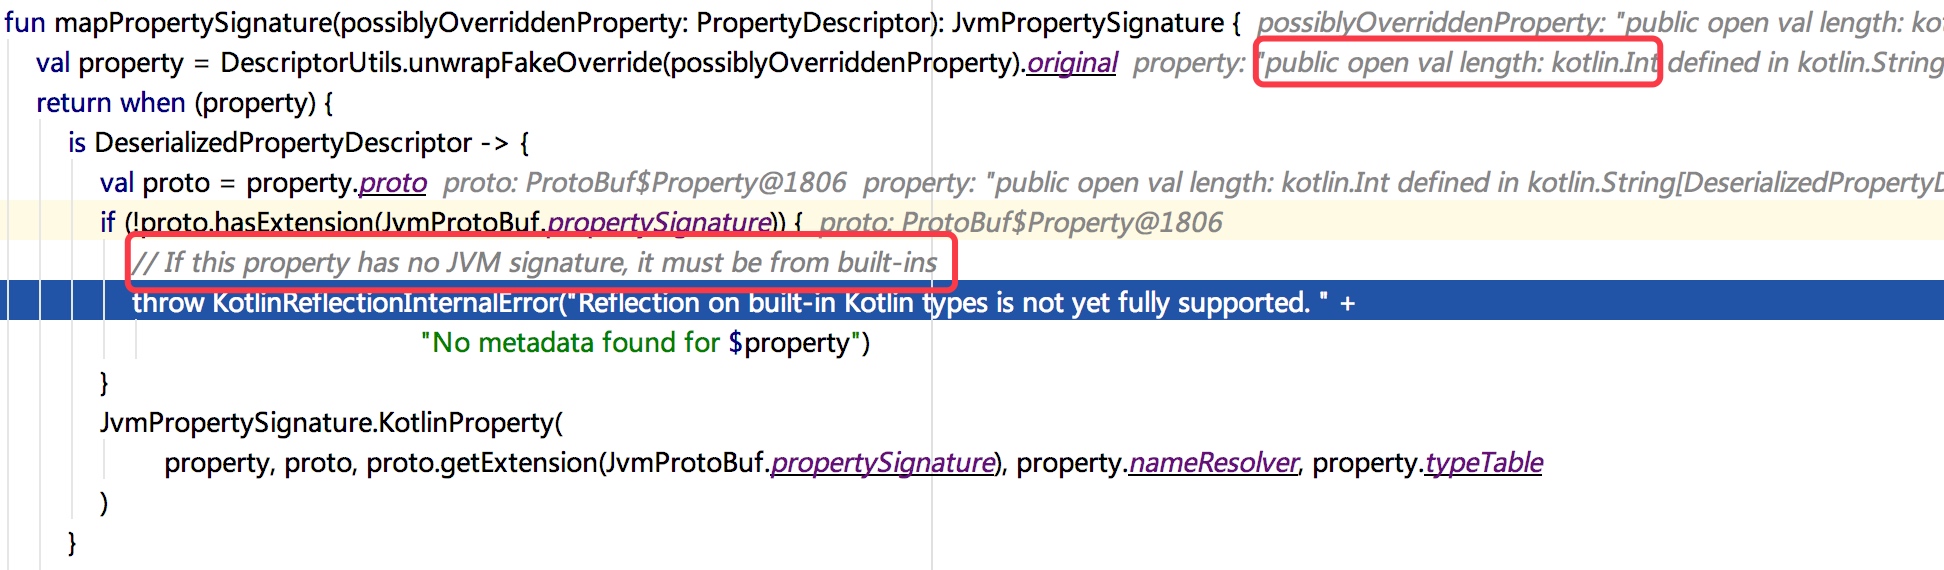 fun mapPropertySignature(possiblyOverriddenProperty: PropertyDescriptor): JvmPropertySignature { possiblyOverriddenProperty: "public open val length: kot
val property = DescriptorUtils.unwrapFakeOverride(possiblyOverriddenProperty).original property: "public open val length: kotlin.Int defined in kotlin.String
return when (property) {
is DeserializedPropertyDescriptor -> {
val proto = property.proto proto: ProtoBuf$Property@1806 property: "public open val length: kotlin.Int defined in kotlin.String[DeserializedPropertyD
if (!proto.hasExtension(JvmProtoBuf.propertySignature)) { proto: ProtoBuf$Property@1806
// If this property has no JVM signature, it must be from built-ins
throw KotlinReflectionInternalError("Reflection on built-in Kotlin types is not yet fully supported. " +
"No metadata found for $property")
}
JvmPropertySignature.KotlinProperty(
property, proto, proto.getExtension(JvmProtoBuf.propertySignature), property.nameResolver, property.typeTable
)
}